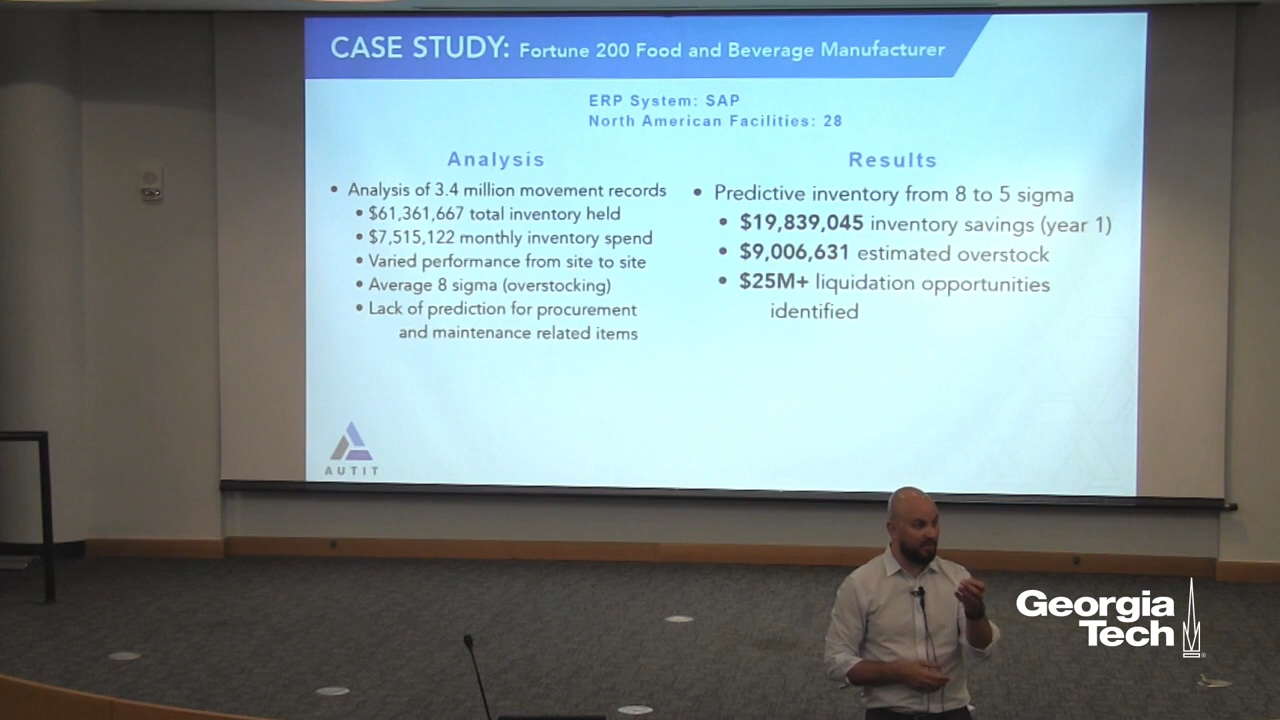 CASE STUDY: Fortune 200 Food and Beverage Manufacturer
ERP System: SAP
North American Facilities: 28
Analysis
• Analysis of 3.4 million movement records
• $61,361,667 total inventory held
• $7,515,122 monthly inventory spend
• Varied performance from site to site
• Average 8 sigma (overstocking)
• Lack of prediction for procurement
and maintenance related items
Results
• Predictive inventory from 8 to 5 sigma
• $19,839,045 inventory savings (year 1)
• $9,006,631 estimated overstock
• $25M+ liquidation opportunities
identified
AUTIT
Georgia
Tech